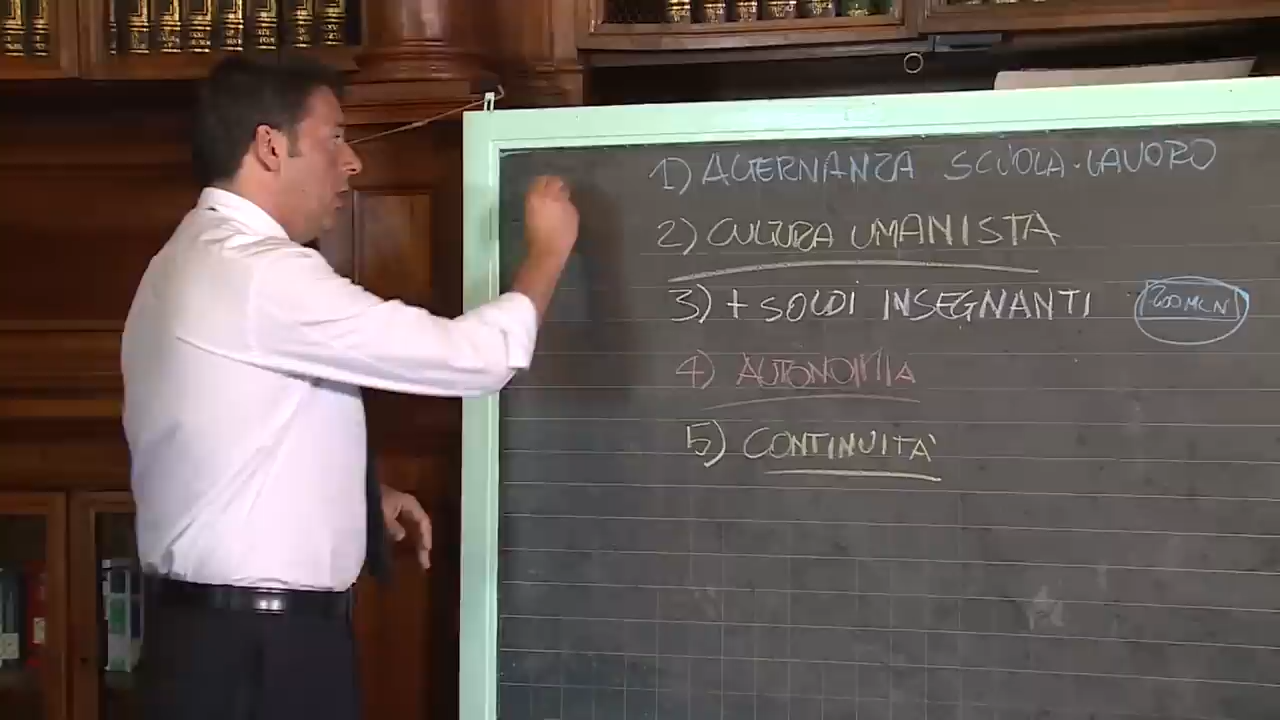 1) ALTERNANZA SCUOLA-LAVORO
2) CULTURA UMANISTA
3) + SOLDI INSEGNANTI 200 MLN
4) AUTONOMIA
5) CONTINUITA'